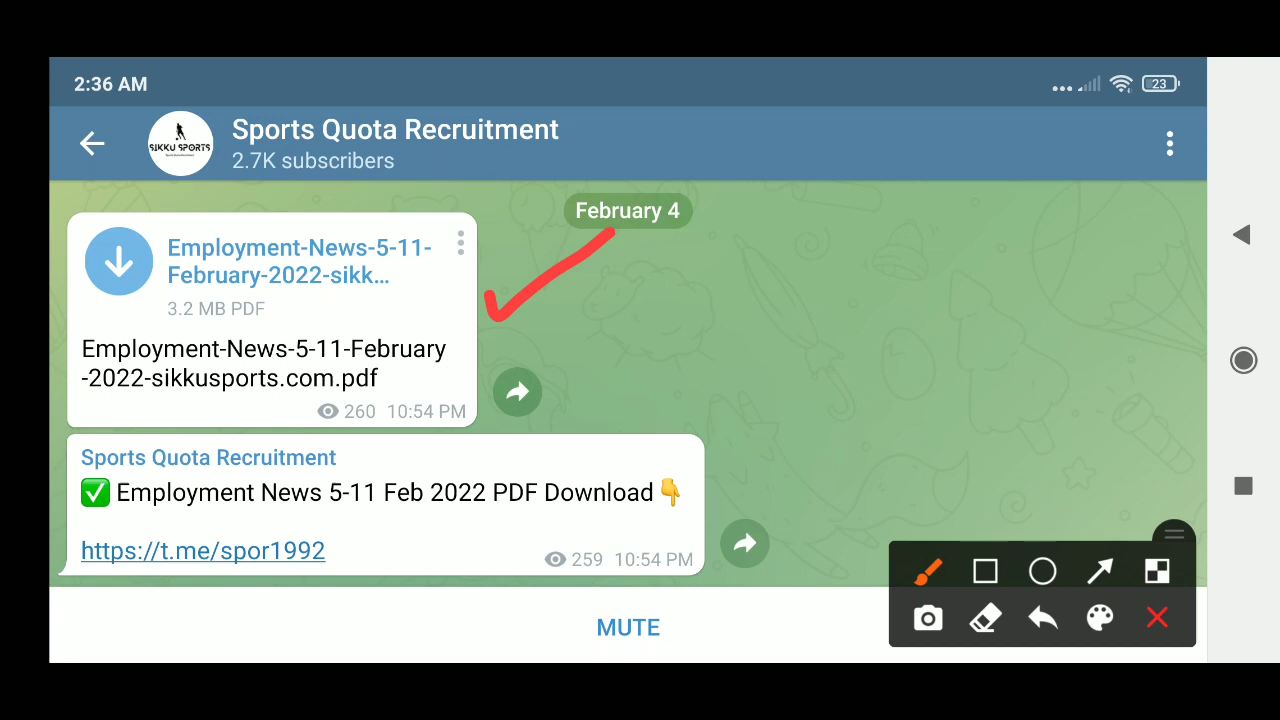 2:36 AM
23
SIKKU SPORTS
Sports Quota Recruitment
2.7K subscribers
February 4
Employment-News-5-11-
February-2022-sikk...
3.2 MB PDF
Employment-News-5-11-February
-2022-sikkusports.com.pdf
260 10:54 PM
Sports Quota Recruitment
✅ Employment News 5-11 Feb 2022 PDF Download👇
https://t.me/spor1992
259 10:54 PM
MUTE